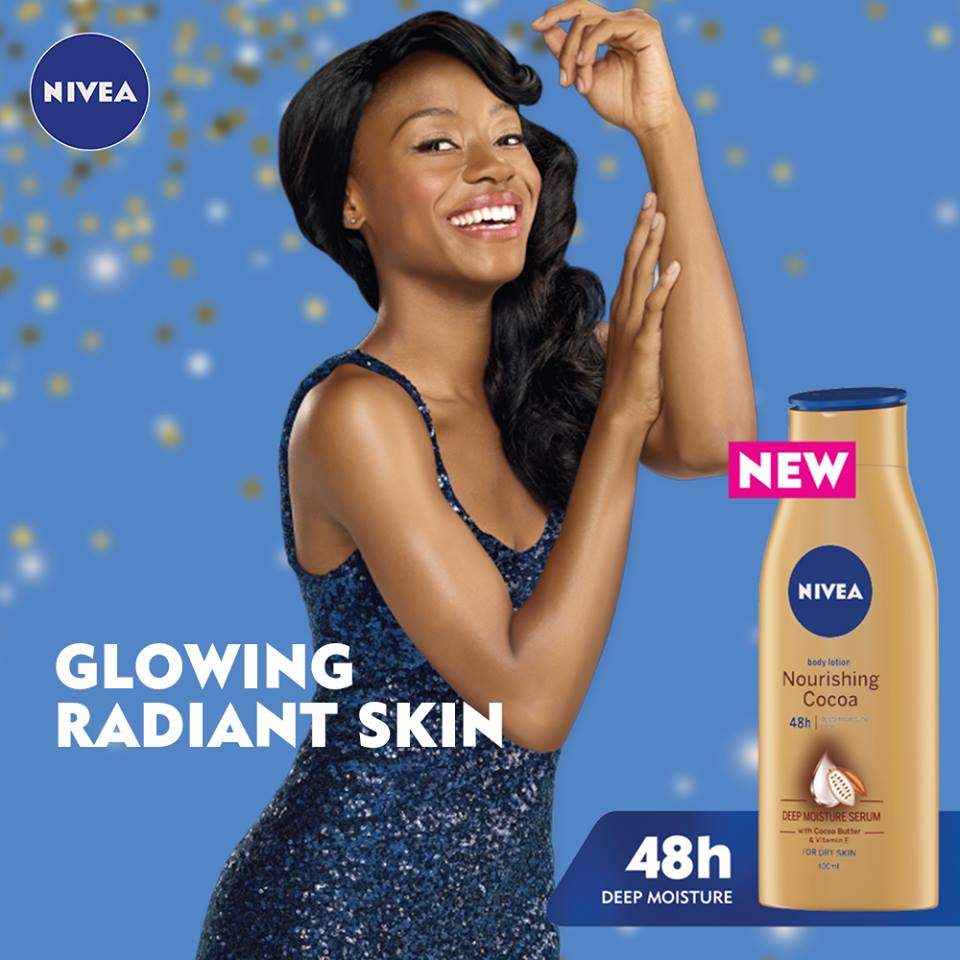 NIVEA
NEW
NIVEA
body lotion
Nourishing
Cocoa
48h
DEEP MOISTURE SERUM
with Cocoa Butter
& Vitamin E
FOR DRY SKIN
400ml
GLOWING
RADIANT SKIN
48h
DEEP MOISTURE